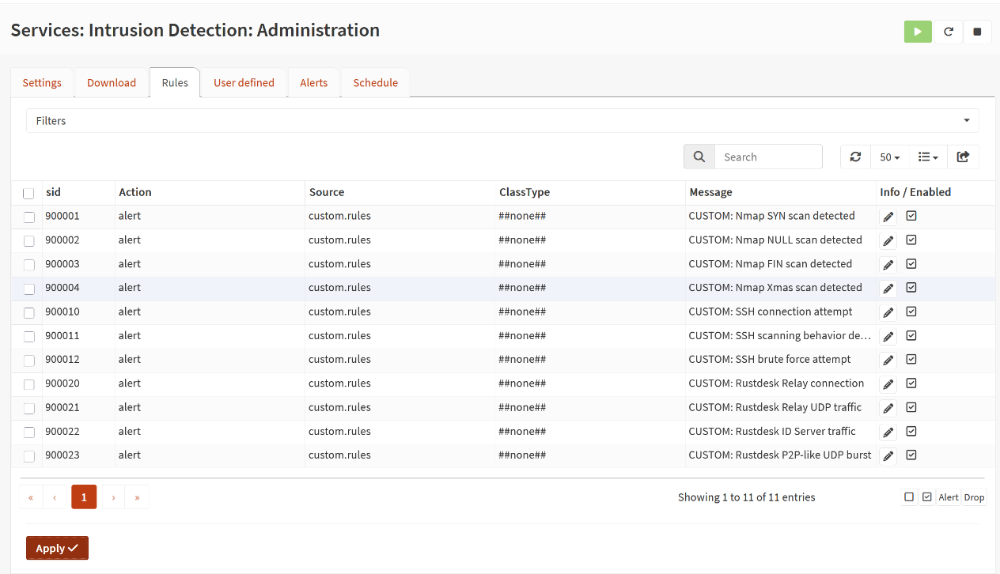 Services: Intrusion Detection: Administration
Settings Download Rules User defined Alerts Schedule
Filters
Search 50
sid Action Source ClassType Message Info / Enabled
900001 alert custom.rules ##none## CUSTOM: Nmap SYN scan detected
900002 alert custom.rules ##none## CUSTOM: Nmap NULL scan detected
900003 alert custom.rules ##none## CUSTOM: Nmap FIN scan detected
900004 alert custom.rules ##none## CUSTOM: Nmap Xmas scan detected
900010 alert custom.rules ##none## CUSTOM: SSH connection attempt
900011 alert custom.rules ##none## CUSTOM: SSH scanning behavior de...
900012 alert custom.rules ##none## CUSTOM: SSH brute force attempt
900020 alert custom.rules ##none## CUSTOM: Rustdesk Relay connection
900021 alert custom.rules ##none## CUSTOM: Rustdesk Relay UDP traffic
900022 alert custom.rules ##none## CUSTOM: Rustdesk ID Server traffic
900023 alert custom.rules ##none## CUSTOM: Rustdesk P2P-like UDP burst
« ‹ 1 › » Showing 1 to 11 of 11 entries Alert Drop
Apply